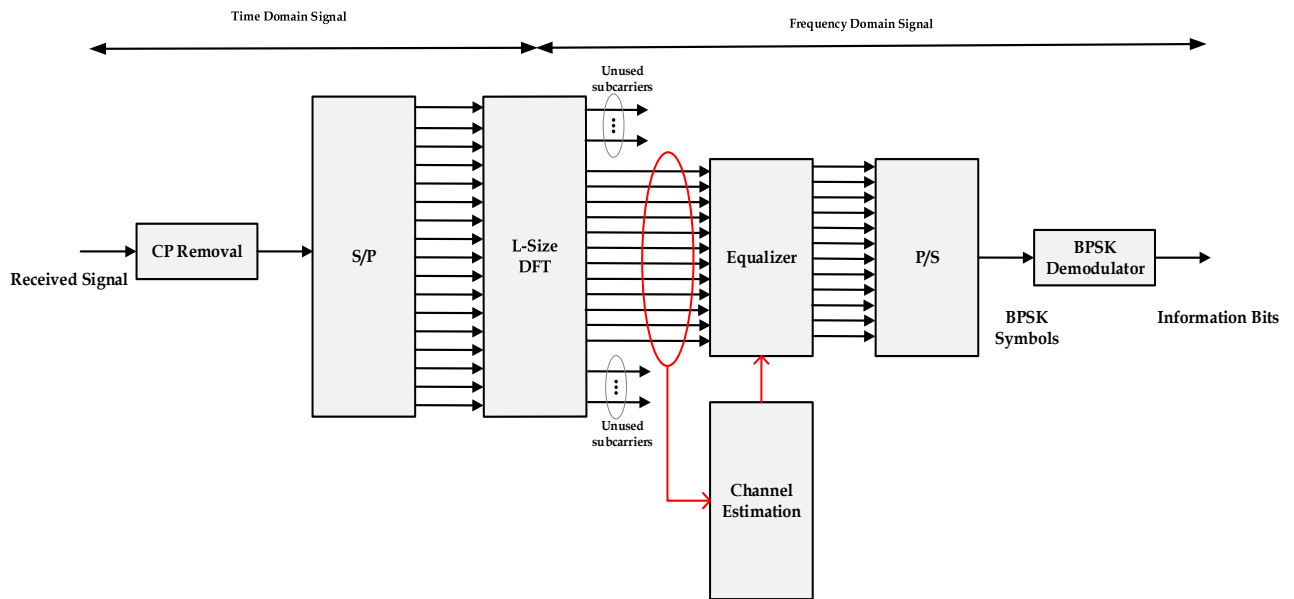 Time Domain Signal
Frequency Domain Signal
Unused
subcarriers
CP Removal
S/P
L-Size
DFT
Equalizer
P/S
BPSK
Demodulator
Received Signal
BPSK
Symbols
Information Bits
Unused
subcarriers
Channel
Estimation